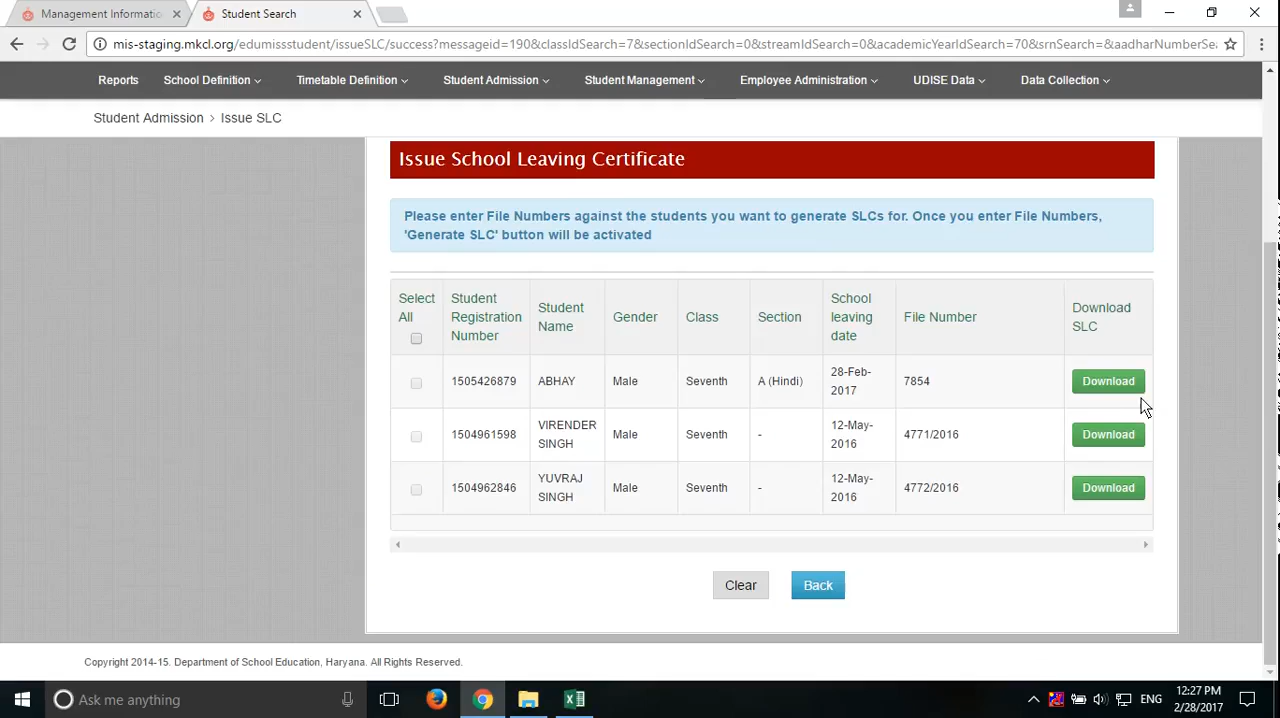 Management Informatio
Student Search
mis-staging.mkcl.org/edumissstudent/issueSLC/success?messageid=190&classIdSearch=7&sectionIdSearch=0&streamIdSearch=0&academicYearIdSearch=70&srnSearch=&aadharNumberSea
Reports School Definition Timetable Definition Student Admission Student Management Employee Administration UDISE Data Data Collection
Student Admission > Issue SLC
Issue School Leaving Certificate
Please enter File Numbers against the students you want to generate SLCs for. Once you enter File Numbers,
'Generate SLC' button will be activated
Select All
Student Registration Number
Student Name
Gender
Class
Section
School leaving date
File Number
Download SLC
1505426879 ABHAY Male Seventh A (Hindi) 28-Feb-2017 7854 Download
1504961598 VIRENDER SINGH Male Seventh - 12-May-2016 4771/2016 Download
1504962846 YUVRAJ SINGH Male Seventh - 12-May-2016 4772/2016 Download
Clear Back
Copyright 2014-15. Department of School Education, Haryana. All Rights Reserved.
Ask me anything
ENG
12:27 PM
2/28/2017